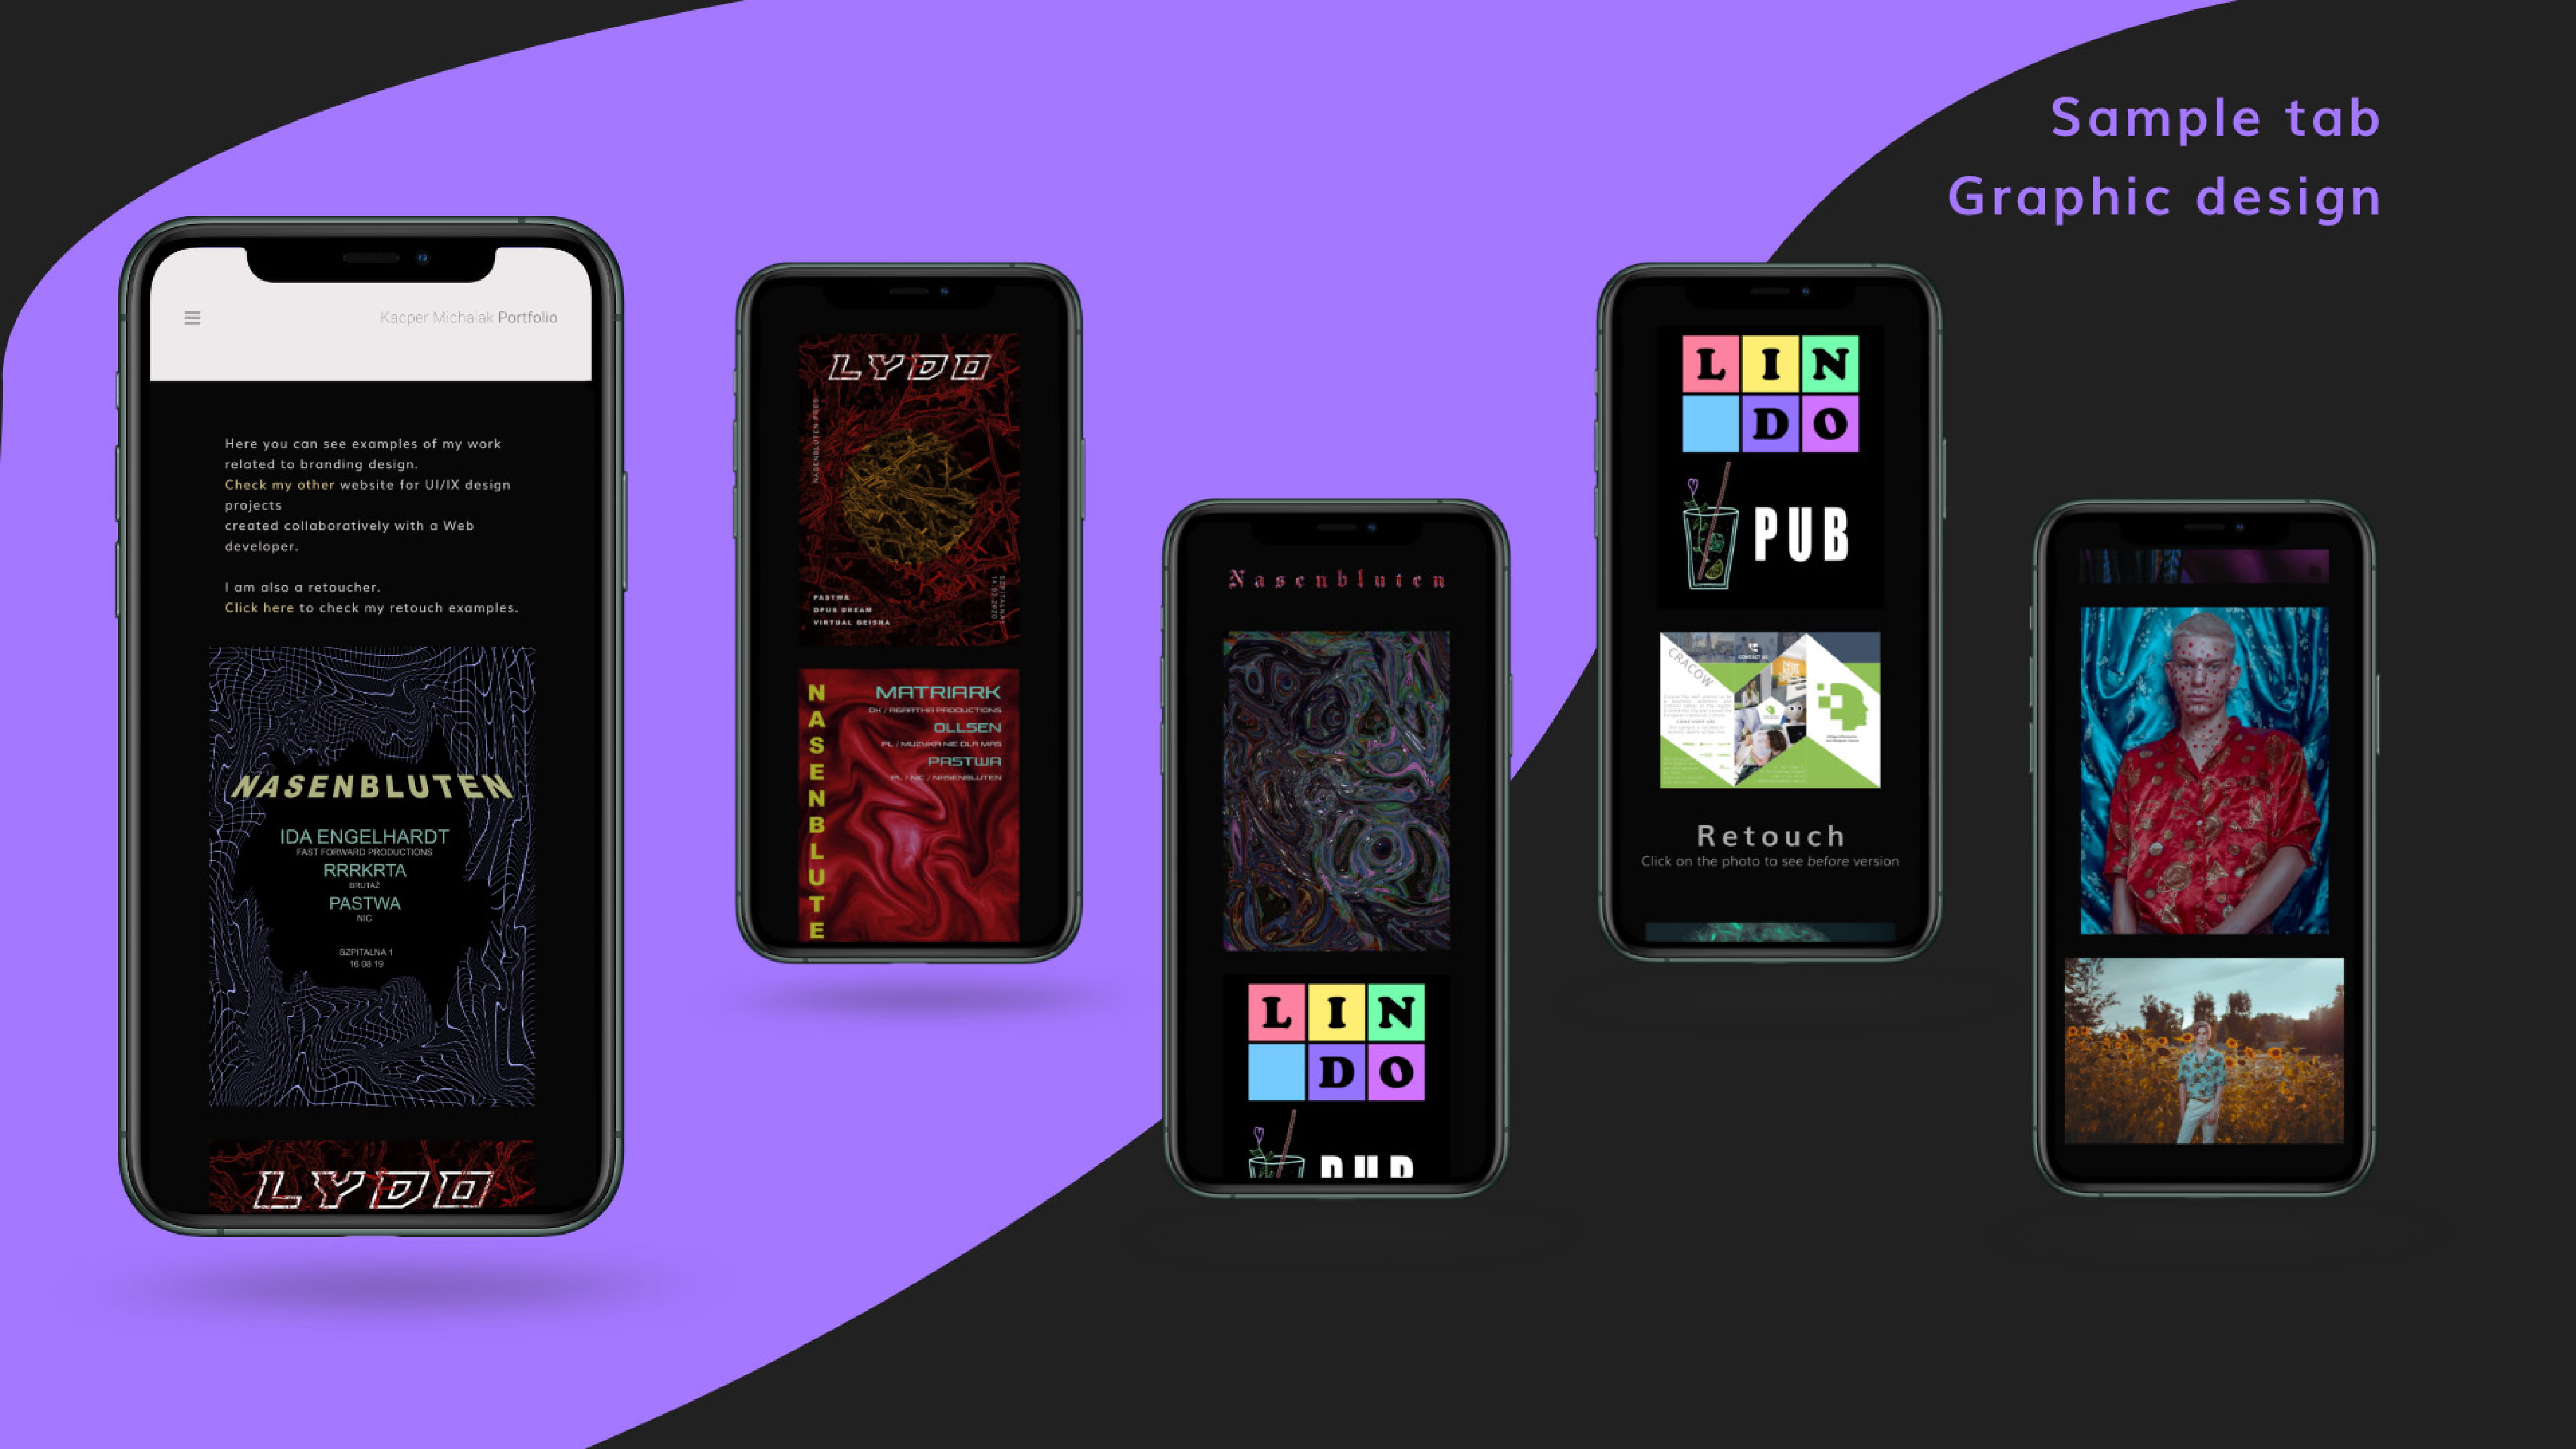 Sample tab
Graphic design
Kacper Michalak Portfolio
Here you can see examples of my work
related to branding design.
Check my other website for UI/IX design
projects
created collaboratively with a Web
developer.
I am also a retoucher.
Click here to check my retouch examples.
NASENBLUTEN
IDA ENGELHARDT
FAST FORWARD PRODUCTIONS
RRRKRTA
BRUTAŻ
PASTWA
NIC
SZPITALNA 1
16 08 19
LYDO
LYDO
PASTWA
OPUS DREAM
VIRTUAL GEISHA
NASENBLUTE
MATRIARK
DK / AGARTHA PRODUCTIONS
OLLSEN
PL / MUZYKA NIE DLA MAS
PASTWA
PL / NIC / NASENBLUTEN
Nasenbluten
LIN
DO
PUB
LIN
DO
PUB
CRACOW
CONTACT US
Retouch
Click on the photo to see before version